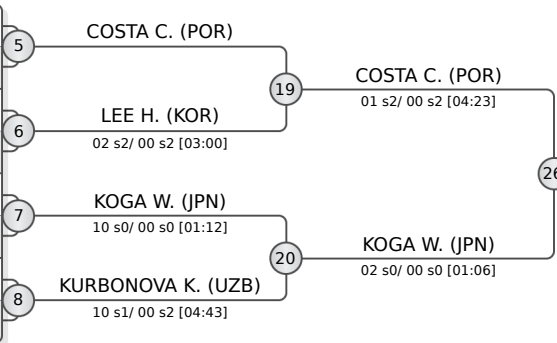 5
COSTA C. (POR)
19
COSTA C. (POR)
01 s2/ 00 s2 [04:23]
6
LEE H. (KOR)
02 s2/ 00 s2 [03:00]
26
7
KOGA W. (JPN)
10 s0/ 00 s0 [01:12]
20
KOGA W. (JPN)
02 s0/ 00 s0 [01:06]
8
KURBONOVA K. (UZB)
10 s1/ 00 s2 [04:43]